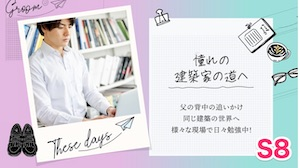 Groom
These days
憧れの
建築家の道へ
父の背中の追いかけ
同じ建築の世界へ
様々な現場で日々勉強中!
S8